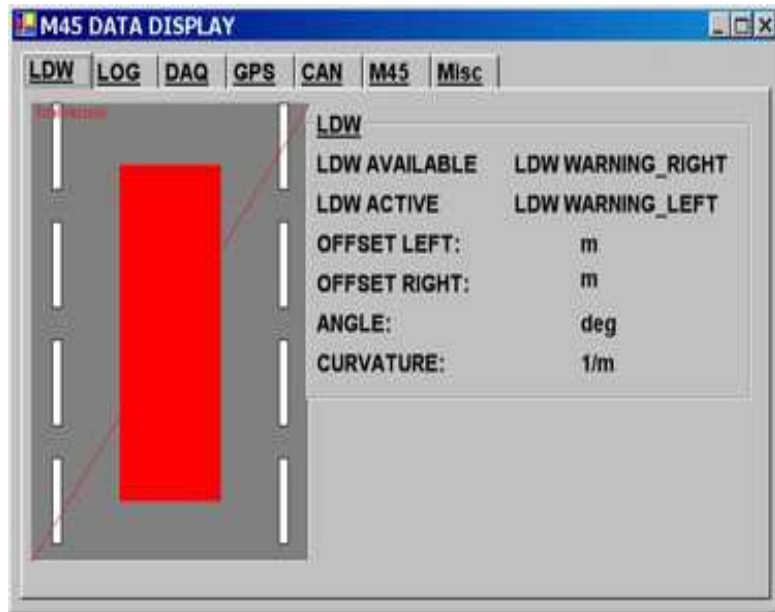 M45 DATA DISPLAY
LDW LOG DAQ GPS CAN M45 Misc
LDW
LDW AVAILABLE LDW WARNING_RIGHT
LDW ACTIVE LDW WARNING_LEFT
OFFSET LEFT: m
OFFSET RIGHT: m
ANGLE: deg
CURVATURE: 1/m